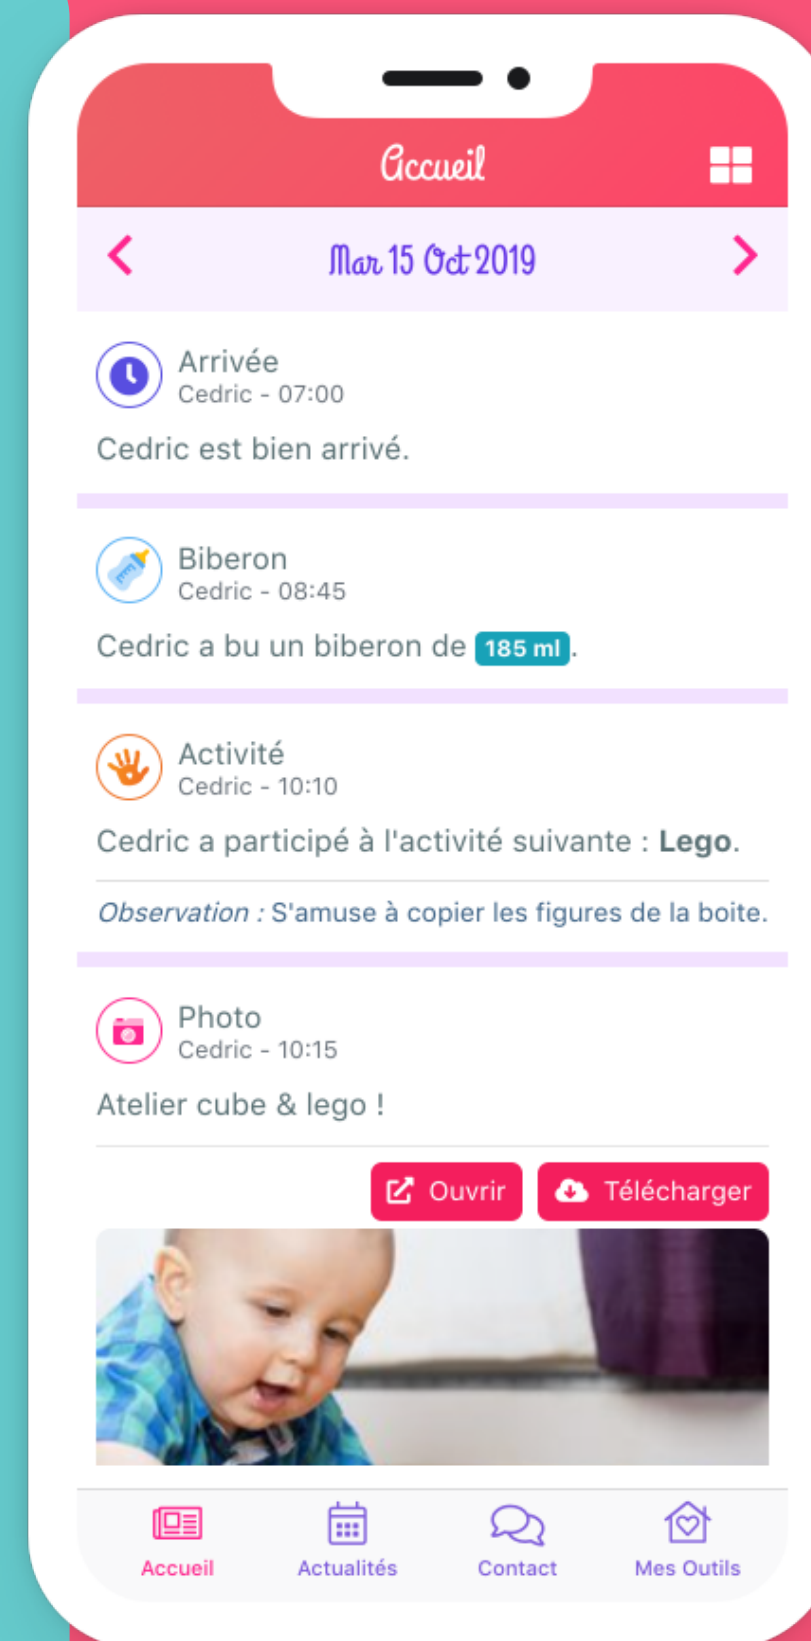 Accueil
Mar 15 Oct 2019
Arrivée
Cedric - 07:00
Cedric est bien arrivé.
Biberon
Cedric - 08:45
Cedric a bu un biberon de 185 ml.
Activité
Cedric - 10:10
Cedric a participé à l'activité suivante : Lego.
Observation : S'amuse à copier les figures de la boite.
Photo
Cedric - 10:15
Atelier cube & lego !
Ouvrir Télécharger
Accueil Actualités Contact Mes Outils